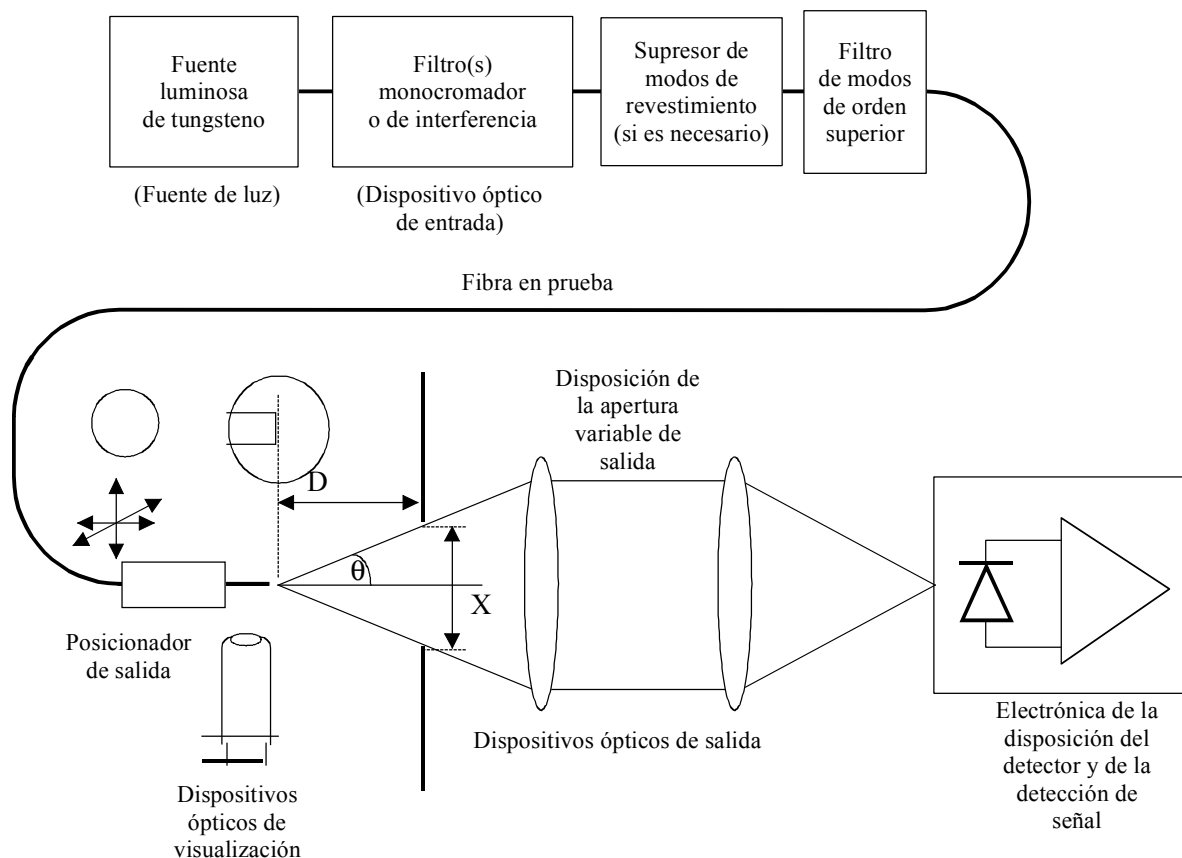 Fuente
luminosa
de tungsteno
(Fuente de luz)
Filtro(s)
monocromador
o de interferencia
(Dispositivo óptico
de entrada)
Supresor de
modos de
revestimiento
(si es necesario)
Filtro
de modos
de orden
superior
Fibra en prueba
Disposición de
la apertura
variable de
salida
D
θ
X
Posicionador
de salida
Dispositivos ópticos de salida
Dispositivos
ópticos de
visualización
Electrónica de la
disposición del
detector y de la
detección de
señal